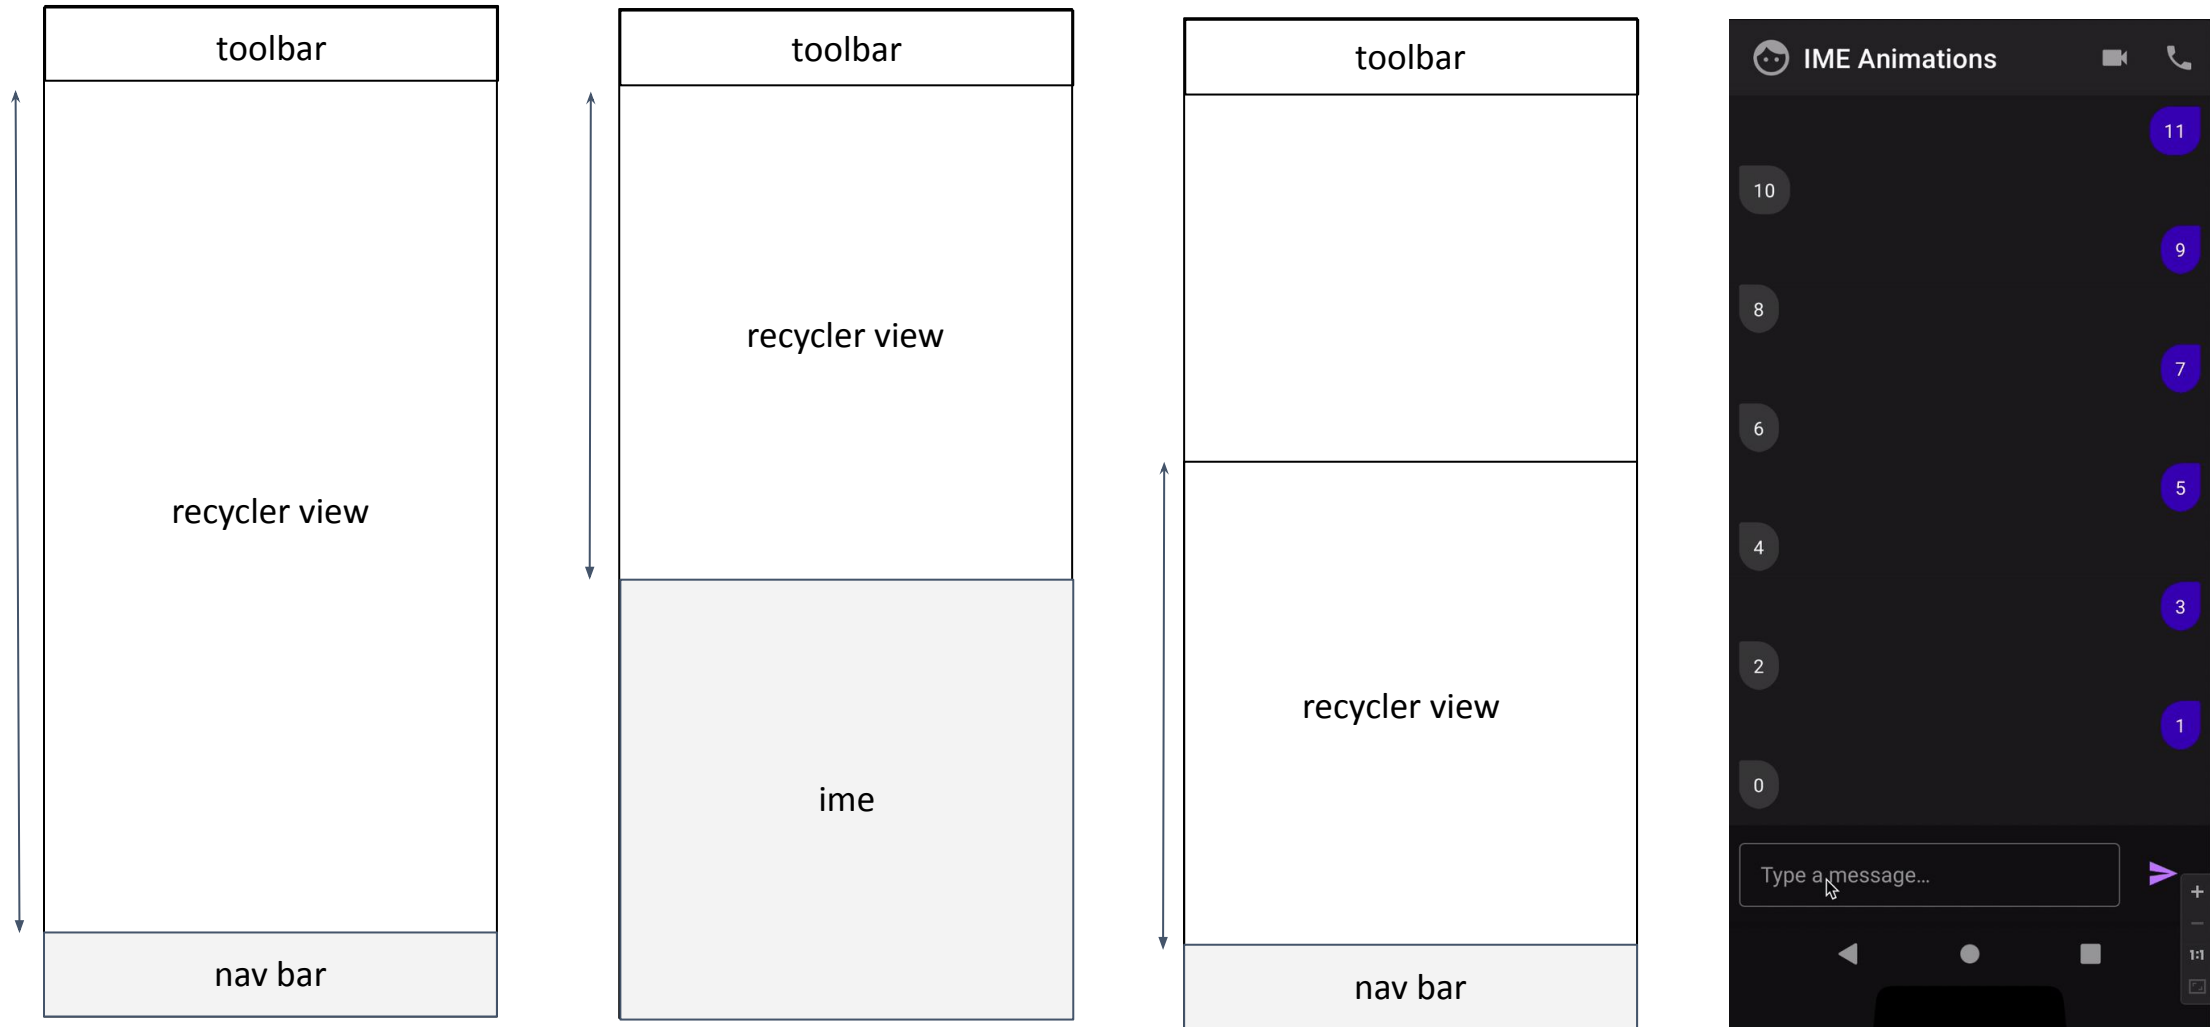 toolbar
recycler view
nav bar
toolbar
recycler view
ime
toolbar
recycler view
nav bar
IME Animations
11
10
9
8
7
6
5
4
3
2
1
0
Type a message...
+
-
1:1